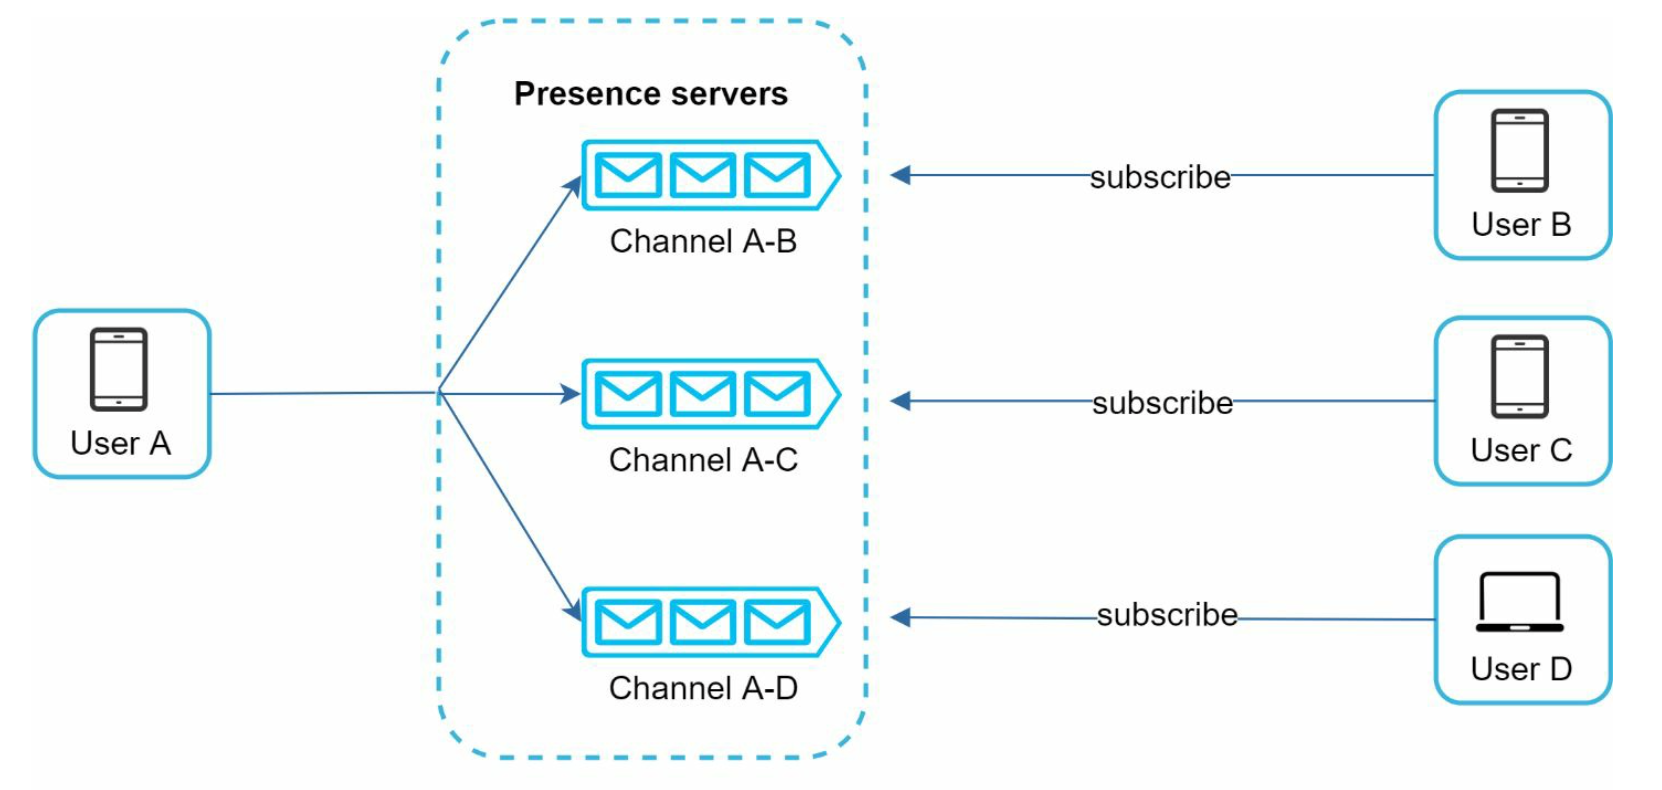 Presence servers
Channel A-B
Channel A-C
Channel A-D
User A
subscribe
User B
subscribe
User C
subscribe
User D